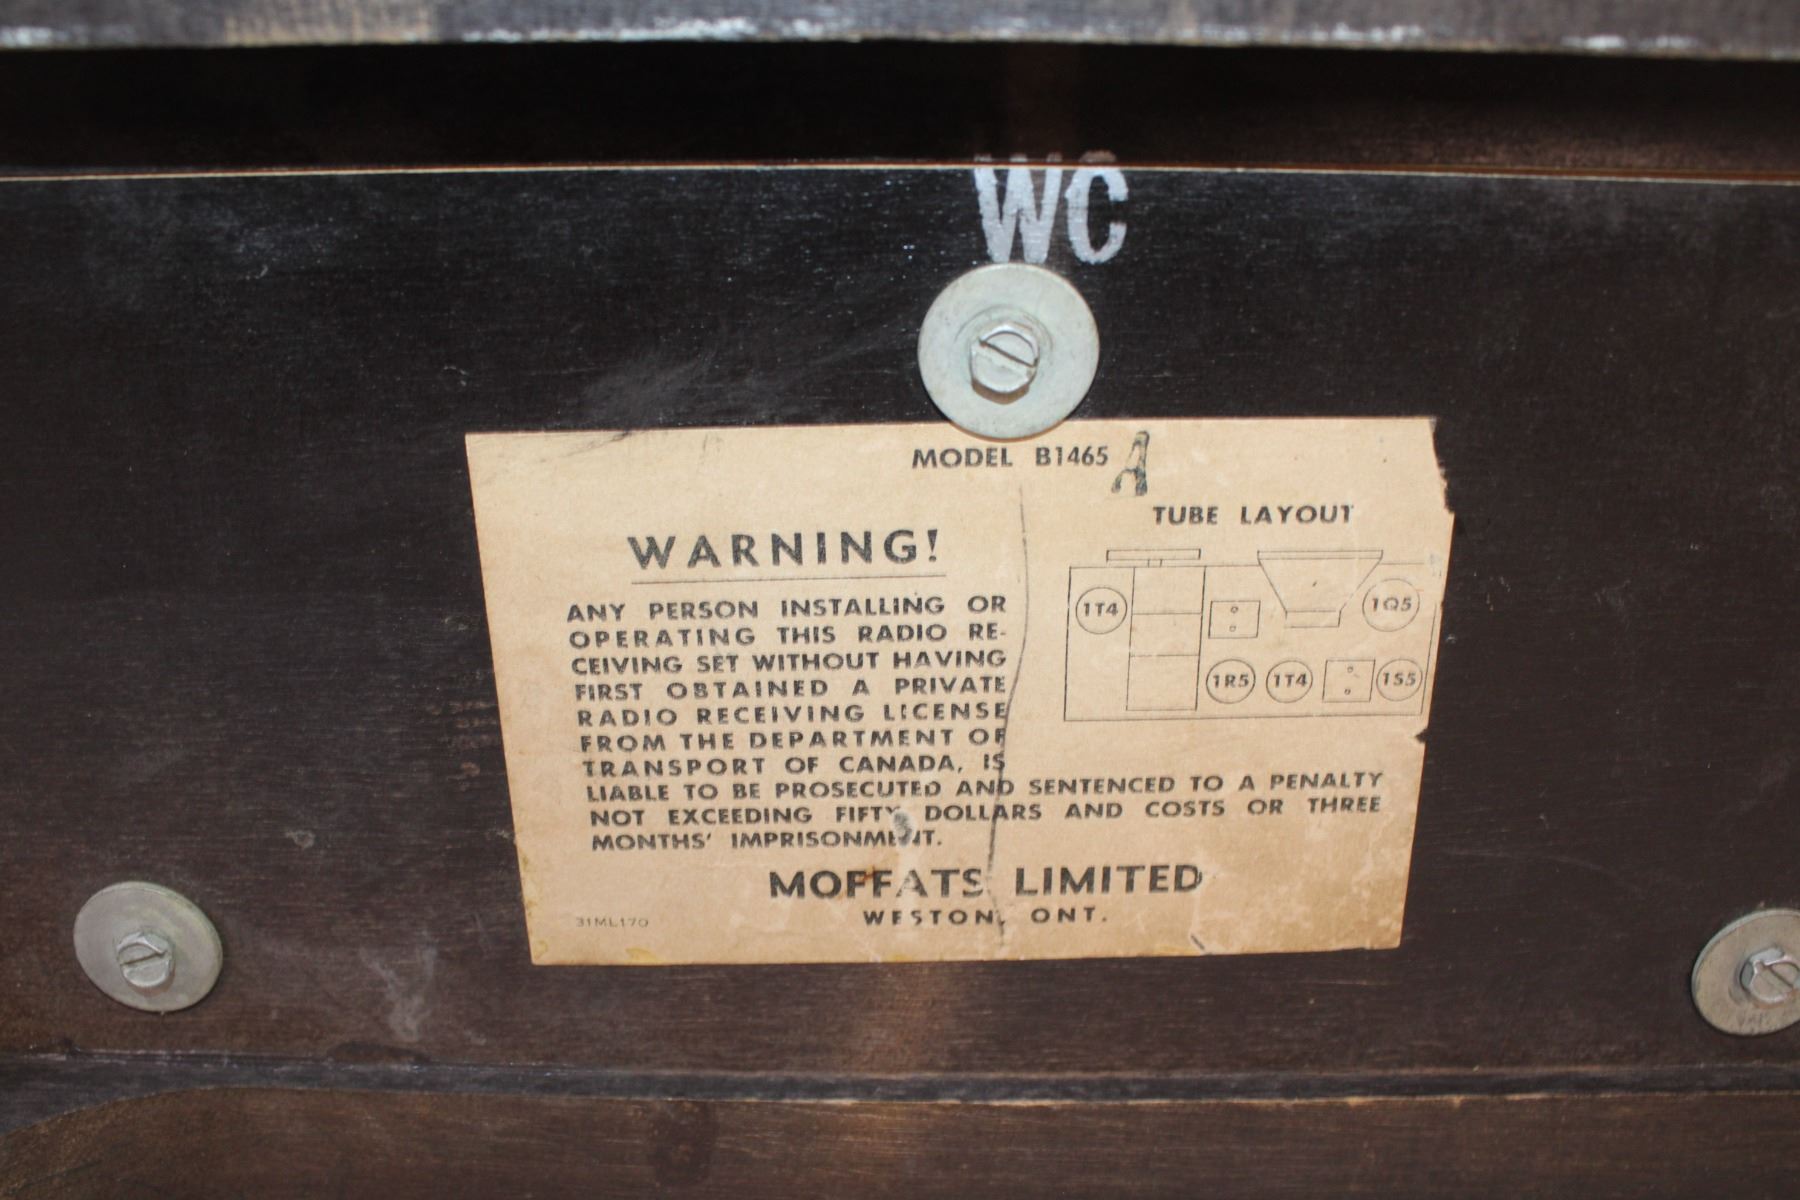 WC
MODEL B1465 A
TUBE LAYOUT
1T4
1Q5
1R5
1T4
1S5
WARNING!
ANY PERSON INSTALLING OR
OPERATING THIS RADIO RE-
CEIVING SET WITHOUT HAVING
FIRST OBTAINED A PRIVATE
RADIO RECEIVING LICENSE
FROM THE DEPARTMENT OF
TRANSPORT OF CANADA, IS
LIABLE TO BE PROSECUTED AND SENTENCED TO A PENALTY
NOT EXCEEDING FIFTY DOLLARS AND COSTS OR THREE
MONTHS' IMPRISONMENT.
MOFFATS LIMITED
WESTON, ONT.
31ML170